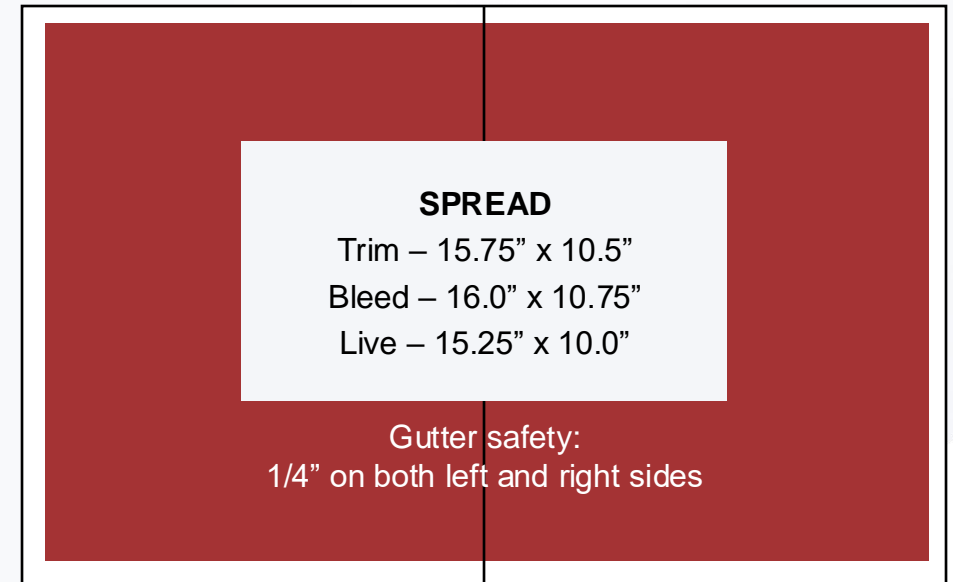 SPREAD
Trim – 15.75” x 10.5”
Bleed – 16.0” x 10.75”
Live – 15.25” x 10.0”
Gutter safety:
1/4” on both left and right sides